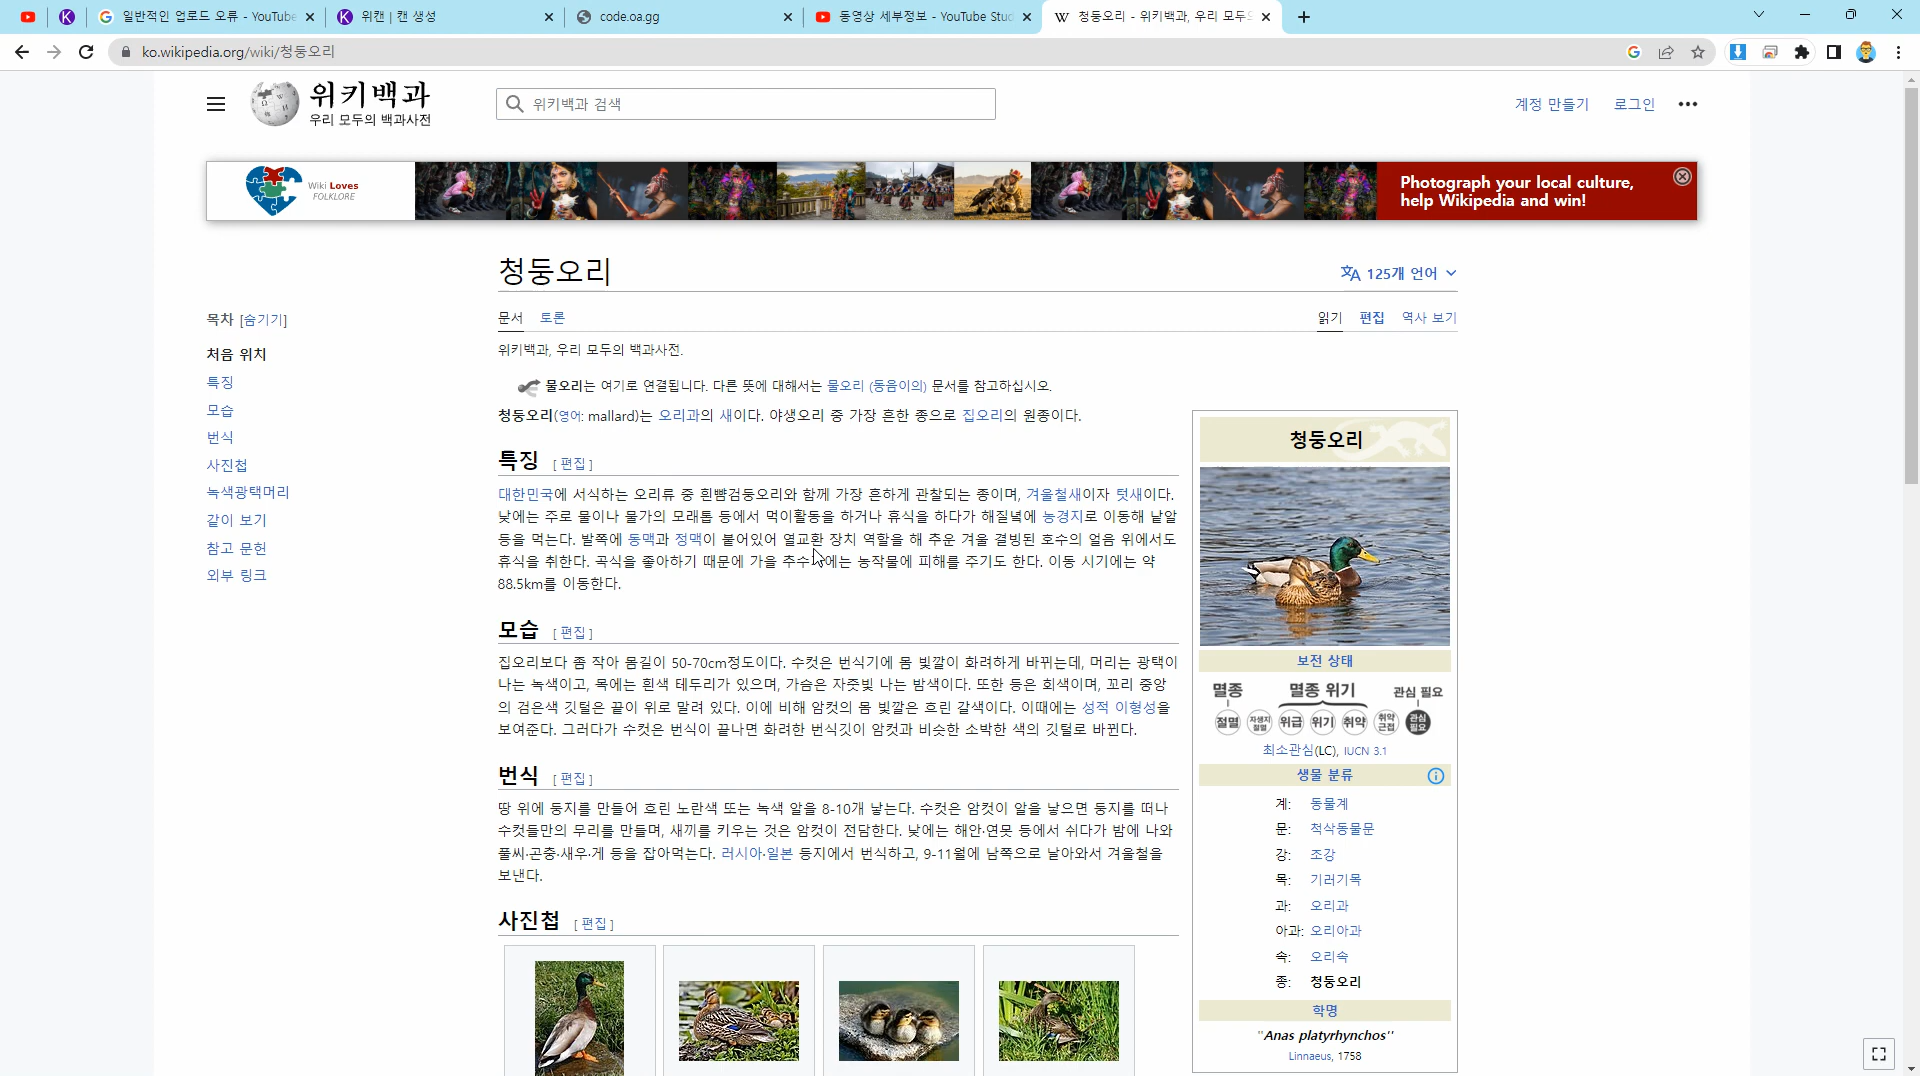 일반적인 업로드 오류 - YouTube
위캔 | 캔 생성
code.oa.gg
동영상 세부정보 - YouTube Stud
청둥오리 - 위키백과, 우리 모두의
ko.wikipedia.org/wiki/청둥오리
위키백과
우리 모두의 백과사전
위키백과 검색
계정 만들기 로그인
Wiki Loves
FOLKLORE
Photograph your local culture,
help Wikipedia and win!
청둥오리
125개 언어
목차 [숨기기]
처음 위치
특징
모습
번식
사진첩
녹색광택머리
같이 보기
참고 문헌
외부 링크
문서 토론
읽기 편집 역사 보기
위키백과, 우리 모두의 백과사전.
물오리는 여기로 연결됩니다. 다른 뜻에 대해서는 물오리 (동음이의) 문서를 참고하십시오.
청둥오리(영어: mallard)는 오리과의 새이다. 야생오리 중 가장 흔한 종으로 집오리의 원종이다.
특징 [ 편집 ]
대한민국에 서식하는 오리류 중 흰뺨검둥오리와 함께 가장 흔하게 관찰되는 종이며, 겨울철새이자 텃새이다.
낮에는 주로 물이나 물가의 모래톱 등에서 먹이활동을 하거나 휴식을 하다가 해질녘에 농경지로 이동해 낱알
등을 먹는다. 발쪽에 동맥과 정맥이 붙어있어 열교환 장치 역할을 해 추운 겨울 결빙된 호수의 얼음 위에서도
휴식을 취한다. 곡식을 좋아하기 때문에 가을 추수 에는 농작물에 피해를 주기도 한다. 이동 시기에는 약
88.5km를 이동한다.
모습 [ 편집 ]
집오리보다 좀 작아 몸길이 50-70cm정도이다. 수컷은 번식기에 몸 빛깔이 화려하게 바뀌는데, 머리는 광택이
나는 녹색이고, 목에는 흰색 테두리가 있으며, 가슴은 자줏빛 나는 밤색이다. 또한 등은 회색이며, 꼬리 중앙
의 검은색 깃털은 끝이 위로 말려 있다. 이에 비해 암컷의 몸 빛깔은 흐린 갈색이다. 이때에는 성적 이형성을
보여준다. 그러다가 수컷은 번식이 끝나면 화려한 번식깃이 암컷과 비슷한 소박한 색의 깃털로 바뀐다.
번식 [ 편집 ]
땅 위에 둥지를 만들어 흐린 노란색 또는 녹색 알을 8-10개 낳는다. 수컷은 암컷이 알을 낳으면 둥지를 떠나
수컷들만의 무리를 만들며, 새끼를 키우는 것은 암컷이 전담한다. 낮에는 해안·연못 등에서 쉬다가 밤에 나와
풀씨·곤충·새우·게 등을 잡아먹는다. 러시아·일본 등지에서 번식하고, 9-11월에 남쪽으로 날아와서 겨울철을
보낸다.
사진첩 [ 편집 ]
청둥오리
보전 상태
멸종 멸종 위기 관심 필요
절멸 자생지 절멸 위급 위기 취약 취약 근접 관심 필요
최소관심(LC), IUCN 3.1
생물 분류
계: 동물계
문: 척삭동물문
강: 조강
목: 기러기목
과: 오리과
아과: 오리아과
속: 오리속
종: 청둥오리
학명
"Anas platyrhynchos"
Linnaeus, 1758